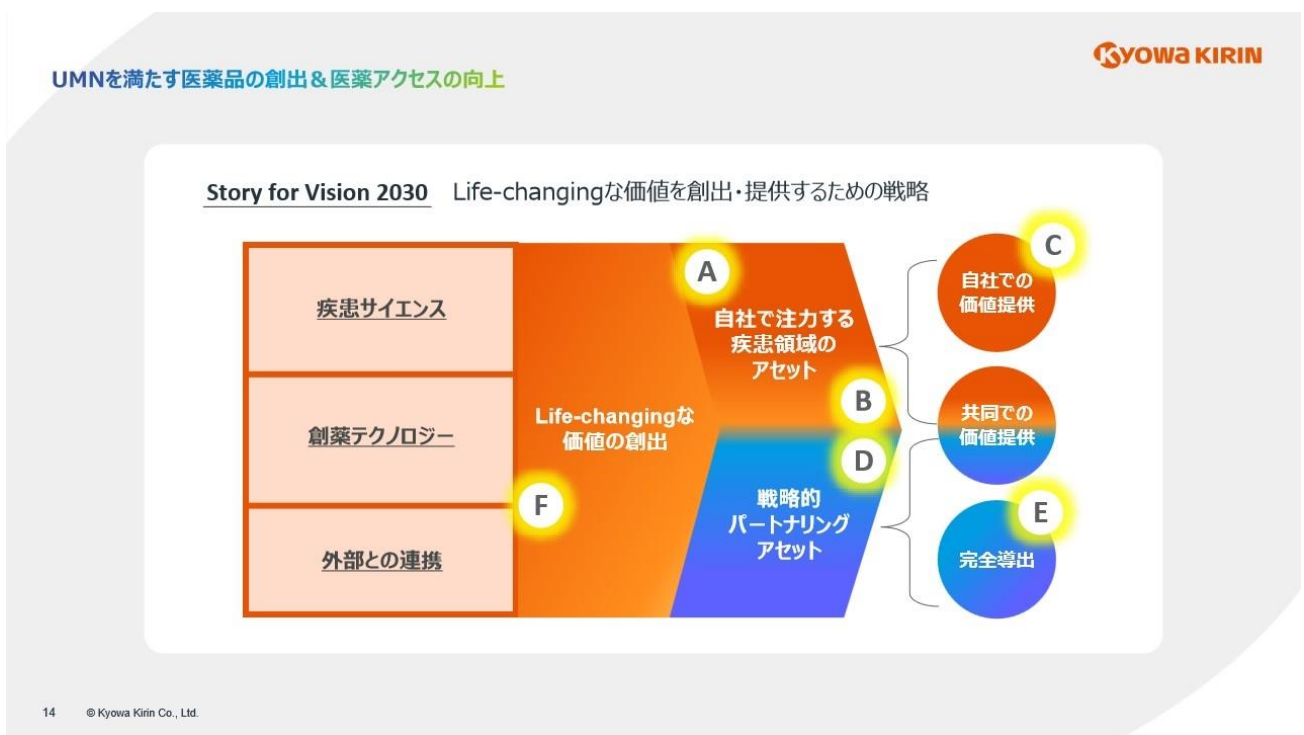 Kyowa KIRIN
UMNを満たす医薬品の創出&医薬アクセスの向上
Story for Vision 2030 Life-changingな価値を創出・提供するための戦略
疾患サイエンス
創薬テクノロジー
外部との連携
F
Life-changingな
価値の創出
A
自社で注力する
疾患領域の
アセット
B
D
戦略的
パートナリング
アセット
C
自社での
価値提供
共同での
価値提供
E
完全導出
14 © Kyowa Kirin Co., Ltd.